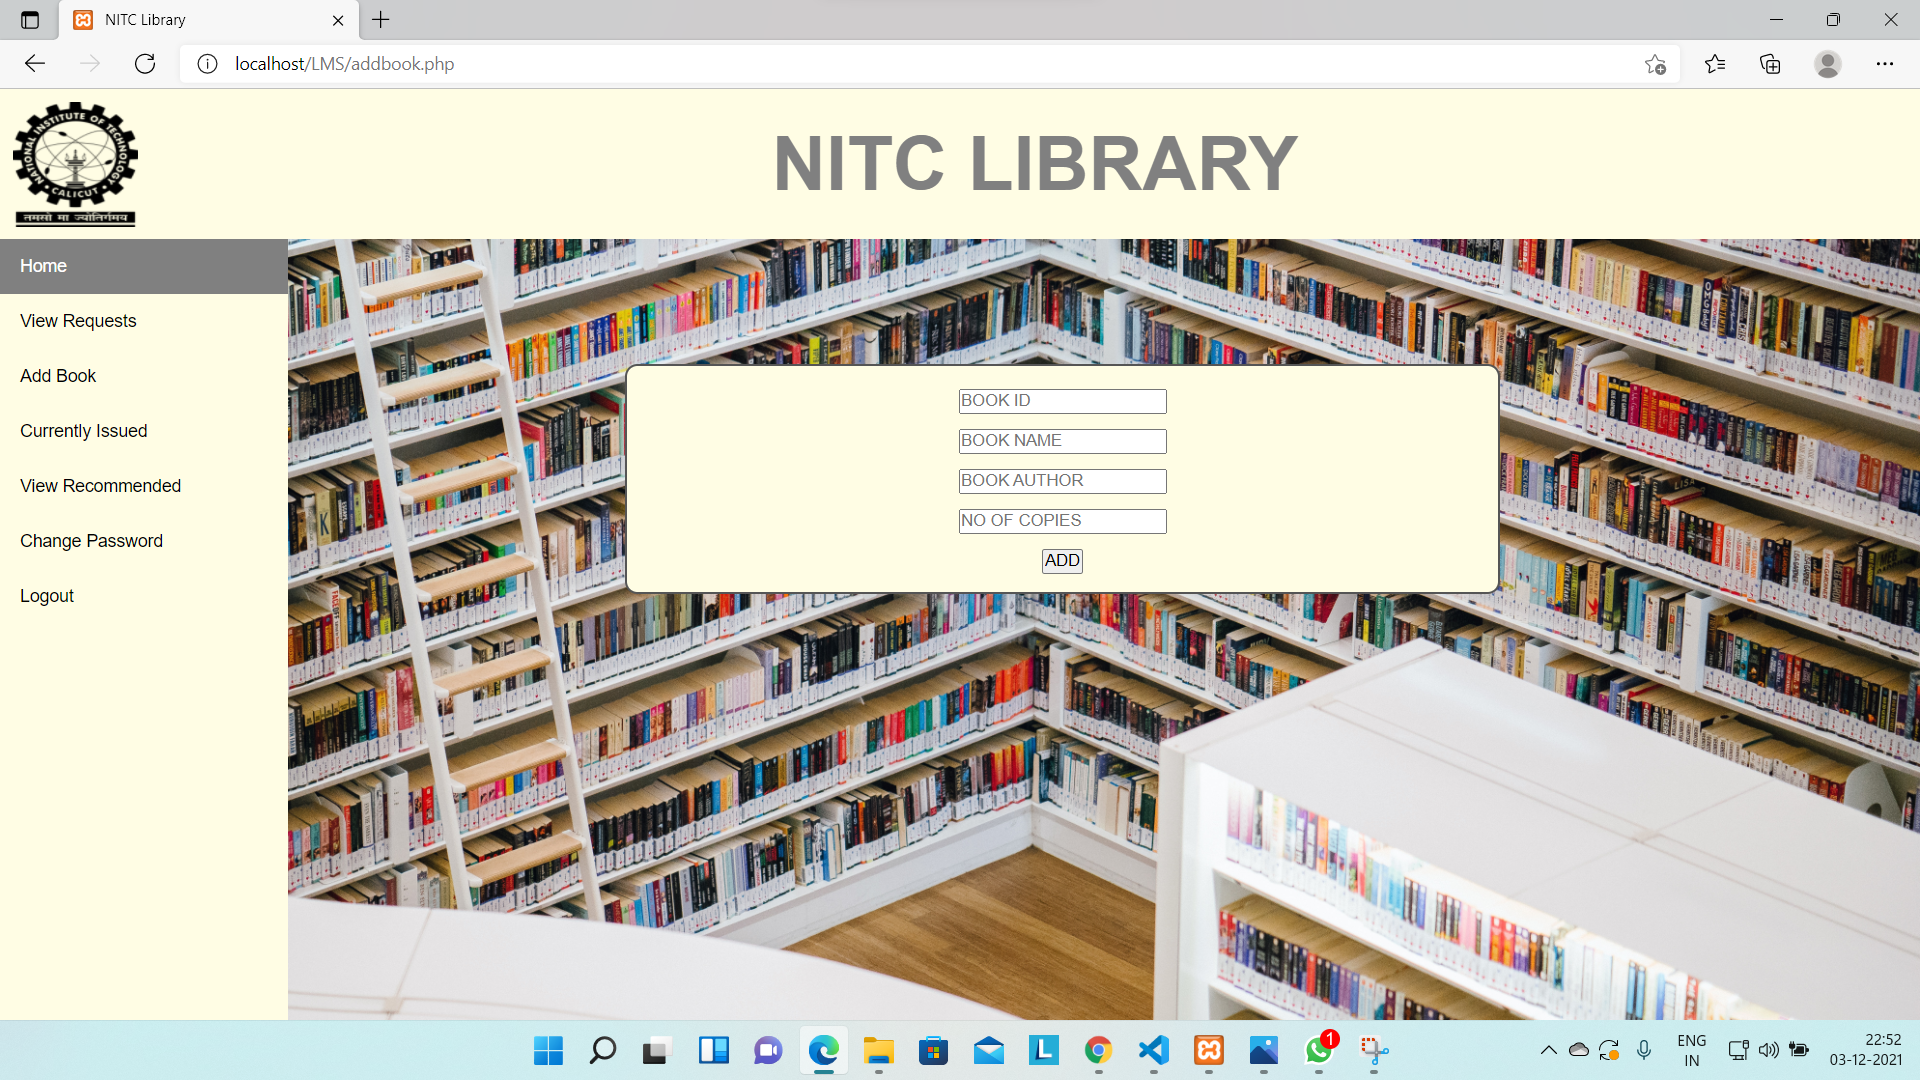 NITC Library
localhost/LMS/addbook.php
NATIONAL INSTITUTE OF TECHNOLOGY
CALICUT
तमसो मा ज्योतिर्गमय
NITC LIBRARY
Home
View Requests
Add Book
Currently Issued
View Recommended
Change Password
Logout
BOOK ID
BOOK NAME
BOOK AUTHOR
NO OF COPIES
ADD
L
1
ENG
IN
22:52
03-12-2021